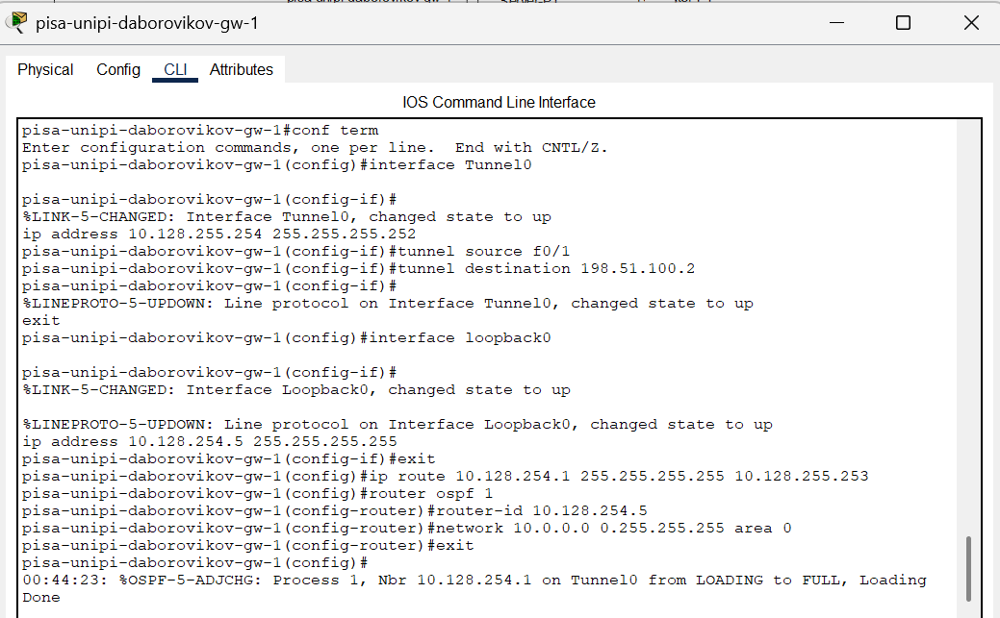 pisa-unipi-daborovikov-gw-1
Physical Config CLI Attributes
IOS Command Line Interface
pisa-unipi-daborovikov-gw-1#conf term
Enter configuration commands, one per line.  End with CNTL/Z.
pisa-unipi-daborovikov-gw-1(config)#interface Tunnel0
pisa-unipi-daborovikov-gw-1(config-if)#
%LINK-5-CHANGED: Interface Tunnel0, changed state to up
ip address 10.128.255.254 255.255.255.252
pisa-unipi-daborovikov-gw-1(config-if)#tunnel source f0/1
pisa-unipi-daborovikov-gw-1(config-if)#tunnel destination 198.51.100.2
pisa-unipi-daborovikov-gw-1(config-if)#
%LINEPROTO-5-UPDOWN: Line protocol on Interface Tunnel0, changed state to up
exit
pisa-unipi-daborovikov-gw-1(config)#interface loopback0
pisa-unipi-daborovikov-gw-1(config-if)#
%LINK-5-CHANGED: Interface Loopback0, changed state to up
%LINEPROTO-5-UPDOWN: Line protocol on Interface Loopback0, changed state to up
ip address 10.128.254.5 255.255.255.255
pisa-unipi-daborovikov-gw-1(config-if)#exit
pisa-unipi-daborovikov-gw-1(config)#ip route 10.128.254.1 255.255.255.255 10.128.255.253
pisa-unipi-daborovikov-gw-1(config)#router ospf 1
pisa-unipi-daborovikov-gw-1(config-router)#router-id 10.128.254.5
pisa-unipi-daborovikov-gw-1(config-router)#network 10.0.0.0 0.255.255.255 area 0
pisa-unipi-daborovikov-gw-1(config-router)#exit
pisa-unipi-daborovikov-gw-1(config)#
00:44:23: %OSPF-5-ADJCHG: Process 1, Nbr 10.128.254.1 on Tunnel0 from LOADING to FULL, Loading
Done